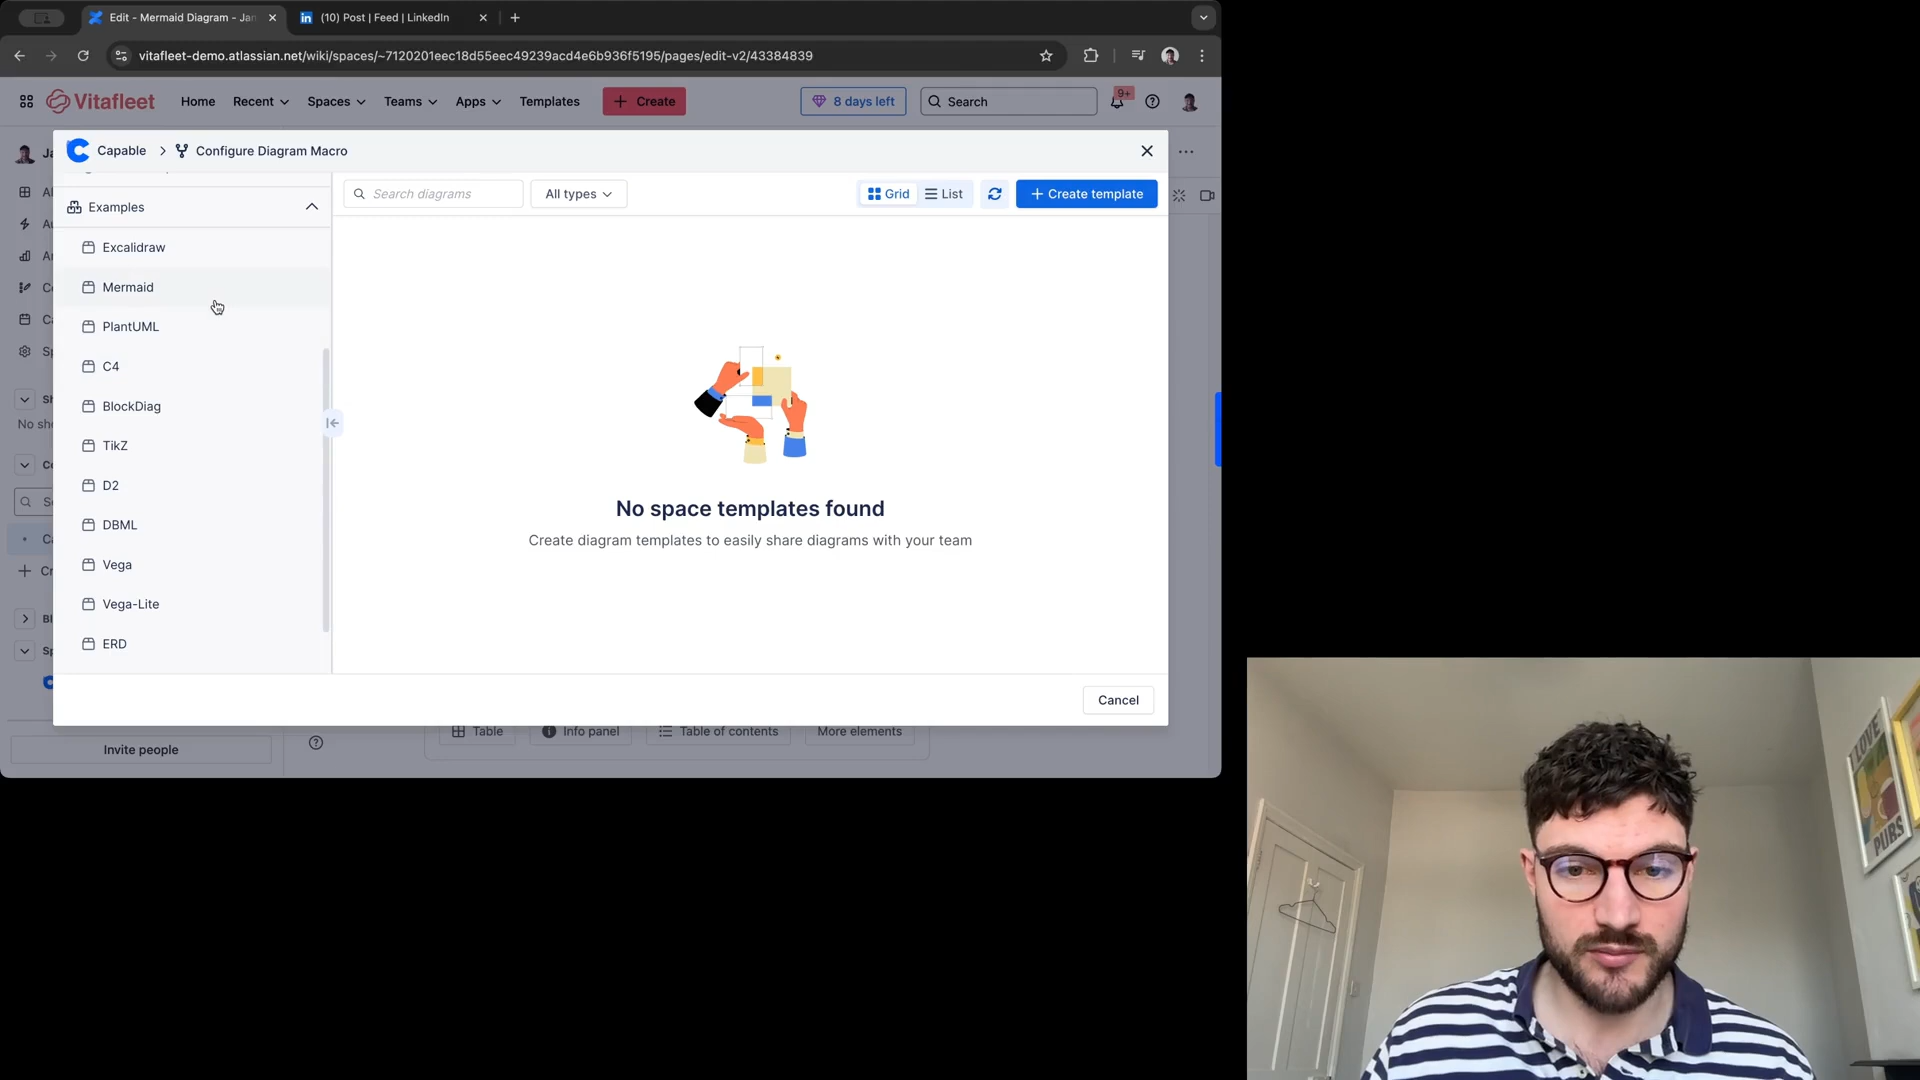 Edit - Mermaid Diagram - Jan
(10) Post | Feed | LinkedIn
vitafleet-demo.atlassian.net/wiki/spaces/~7120201eec18d55eec49239acd4e6b936f5195/pages/edit-v2/43384839
Vitafleet
Home
Recent
Spaces
Teams
Apps
Templates
Create
8 days left
Search
9+
Capable
Configure Diagram Macro
Examples
Search diagrams
All types
Grid
List
Create template
Excalidraw
Mermaid
PlantUML
C4
BlockDiag
TikZ
D2
DBML
Vega
Vega-Lite
ERD
No space templates found
Create diagram templates to easily share diagrams with your team
Cancel
Table
Info panel
Table of contents
More elements
Invite people
I LOVE
PUBS